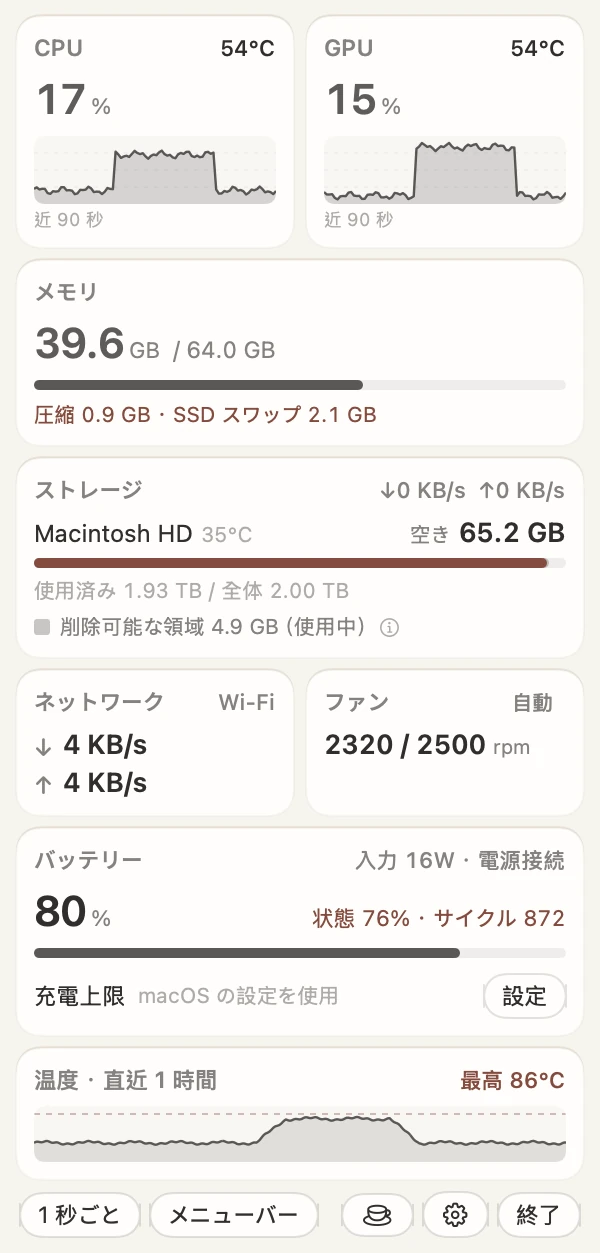 CPU 54°C
17 %
近 90 秒
GPU 54°C
15 %
近 90 秒
メモリ
39.6 GB / 64.0 GB
圧縮 0.9 GB · SSD スワップ 2.1 GB
ストレージ ↓0 KB/s ↑0 KB/s
Macintosh HD 35°C 空き 65.2 GB
使用済み 1.93 TB / 全体 2.00 TB
削除可能な領域 4.9 GB (使用中)
ネットワーク Wi-Fi
↓ 4 KB/s
↑ 4 KB/s
ファン 自動
2320 / 2500 rpm
バッテリー 入力 16W · 電源接続
80 % 状態 76% · サイクル 872
充電上限 macOS の設定を使用 設定
温度 · 直近 1 時間 最高 86°C
1 秒ごと メニューバー 終了